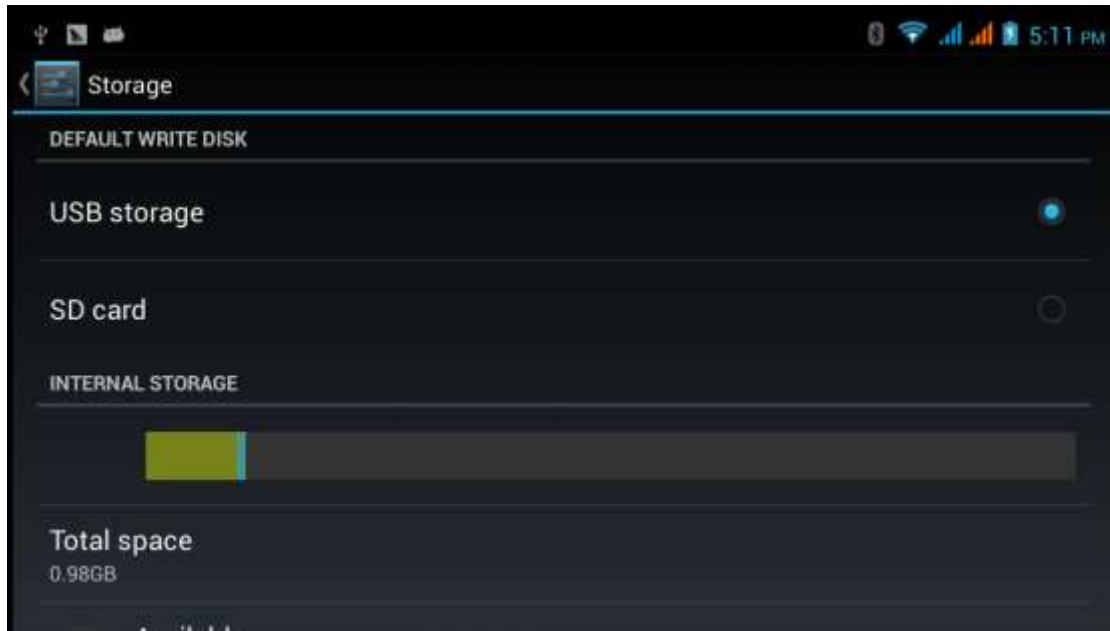 5:11 PM
Storage
DEFAULT WRITE DISK
USB storage
SD card
INTERNAL STORAGE
Total space
0.98GB